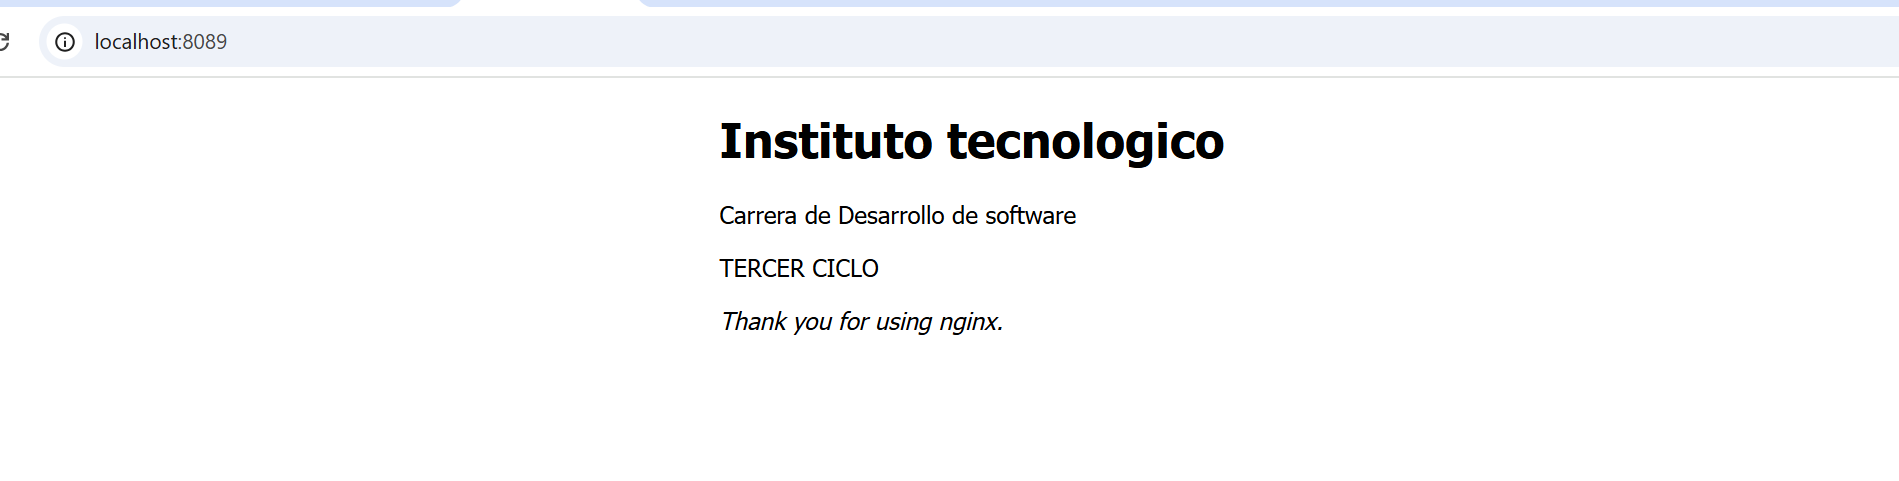 localhost:8089
Instituto tecnologico
Carrera de Desarrollo de software
TERCER CICLO
Thank you for using nginx.